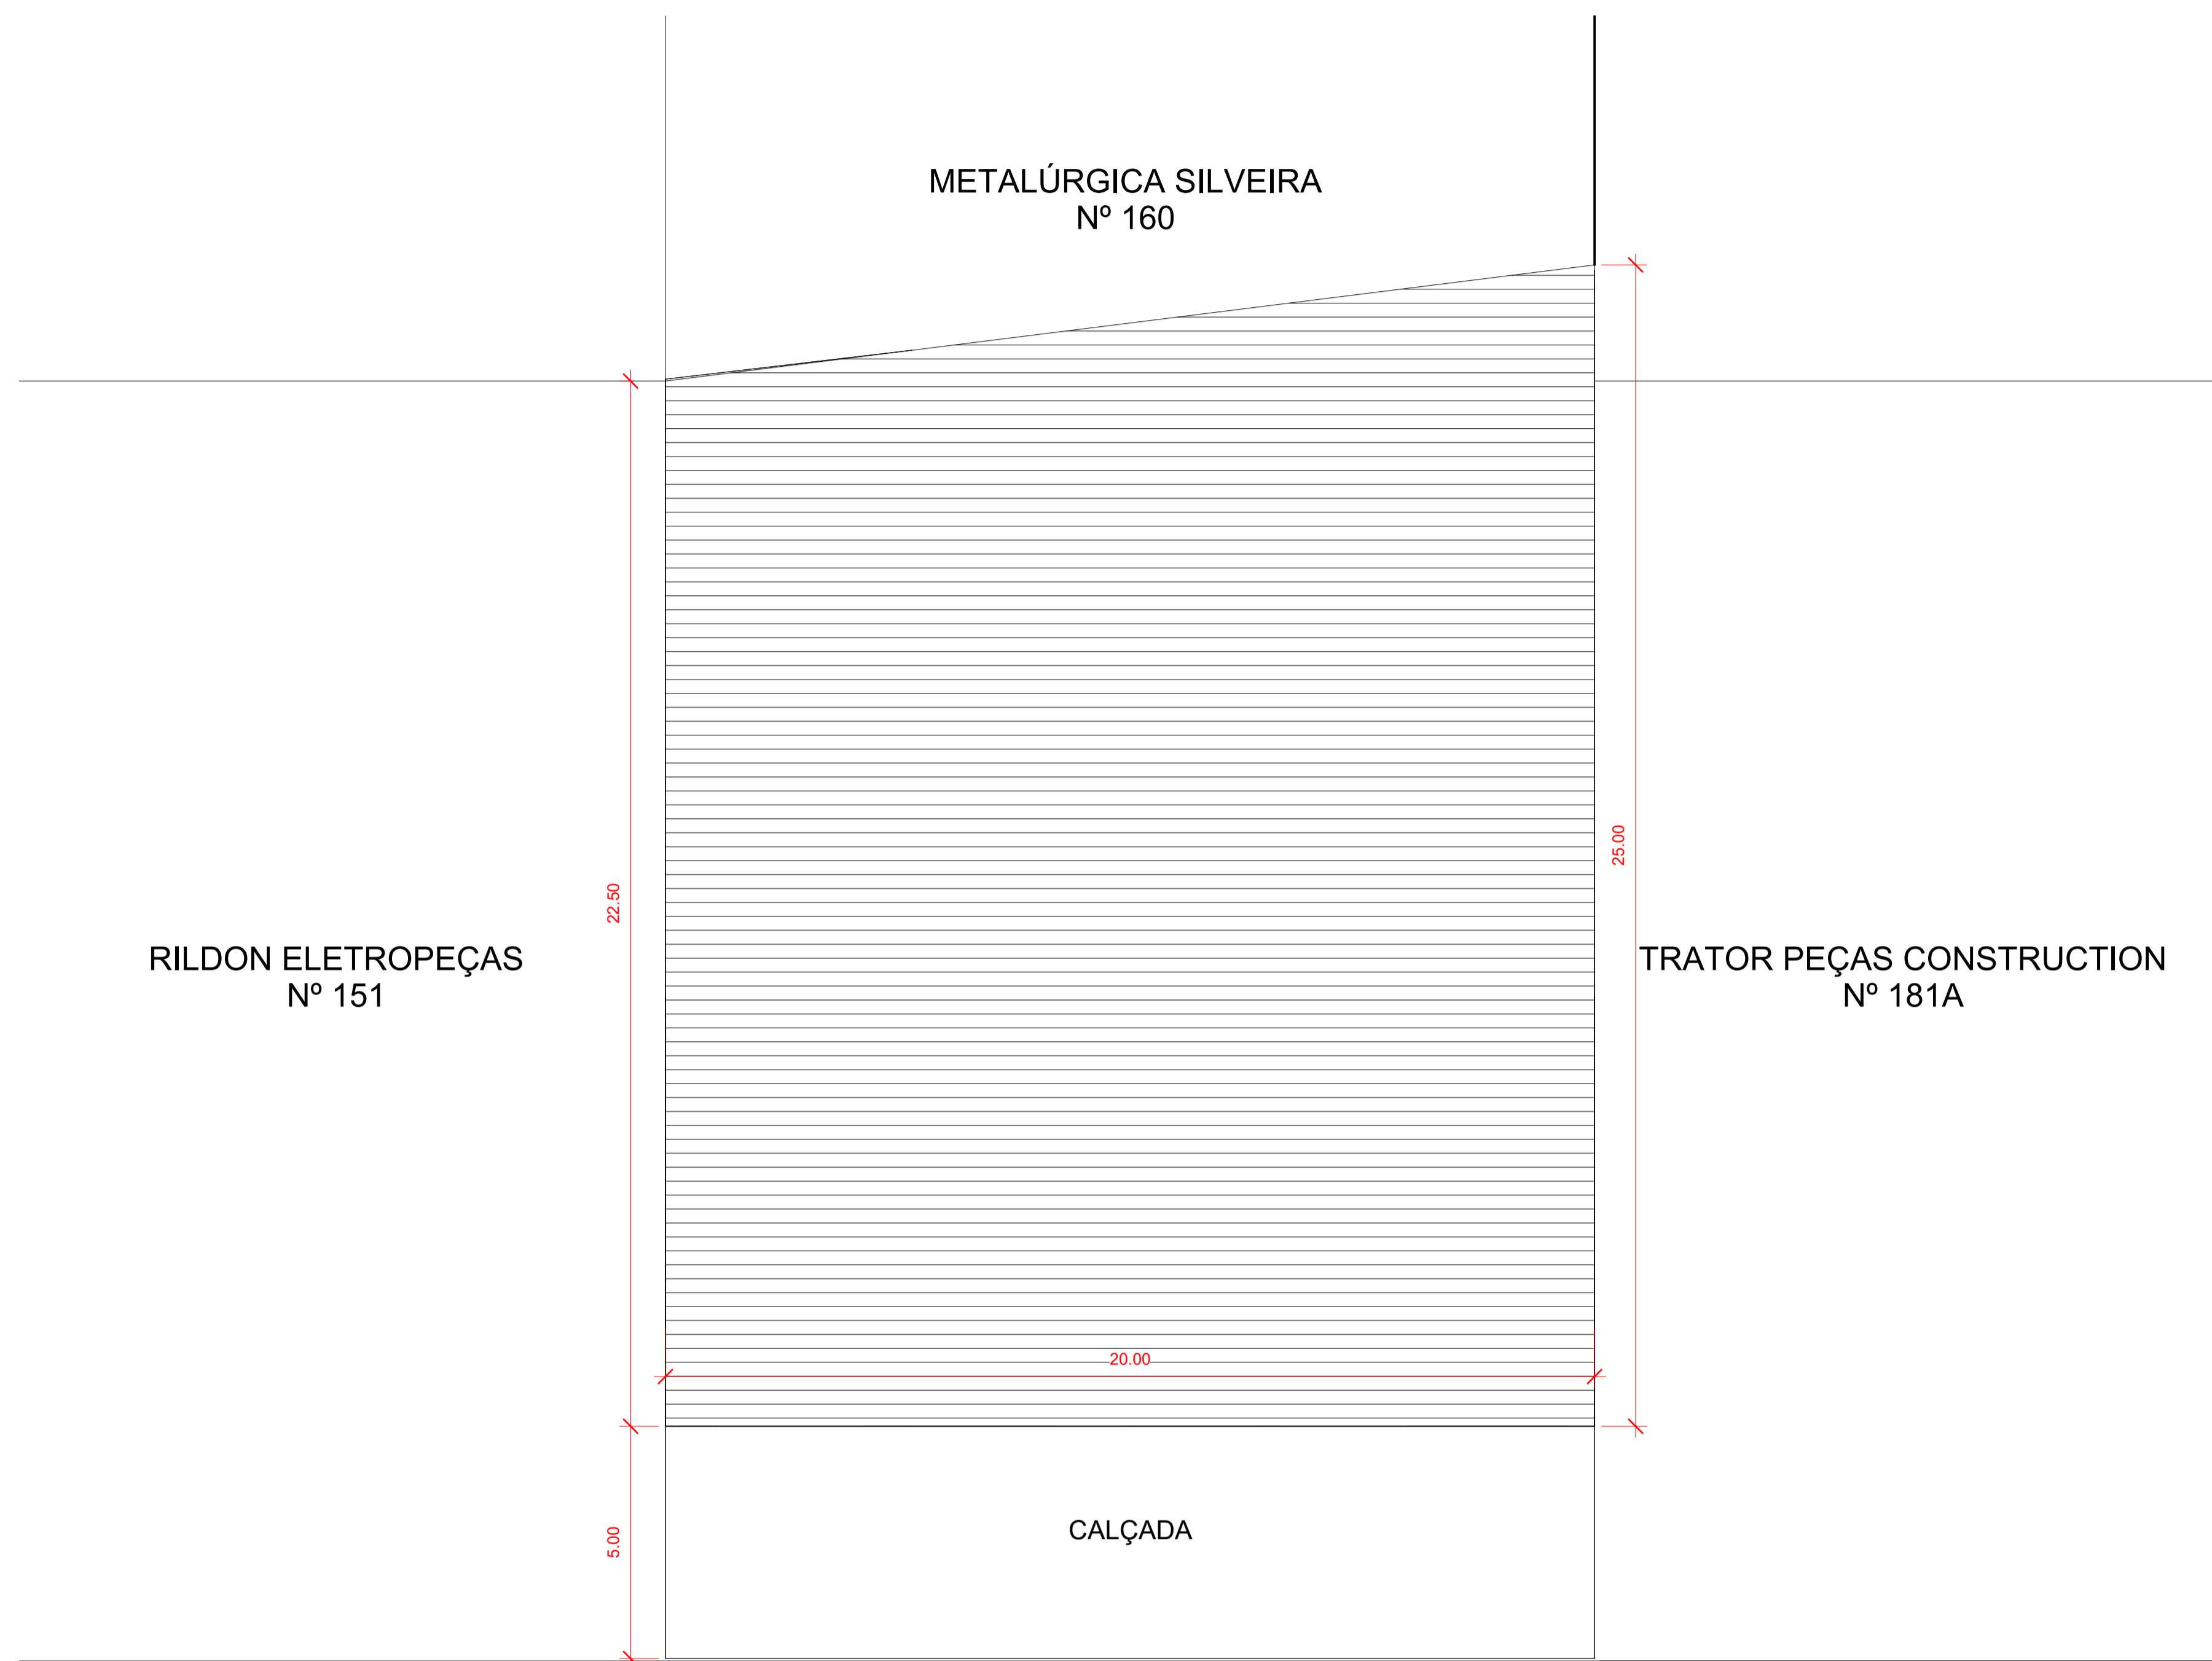 METALÚRGICA SILVEIRA
Nº 160
25.00
22.50
RILDON ELETROPEÇAS
Nº 151
TRATOR PEÇAS CONSTRUCTION
Nº 181A
20.00
CALÇADA
5.00